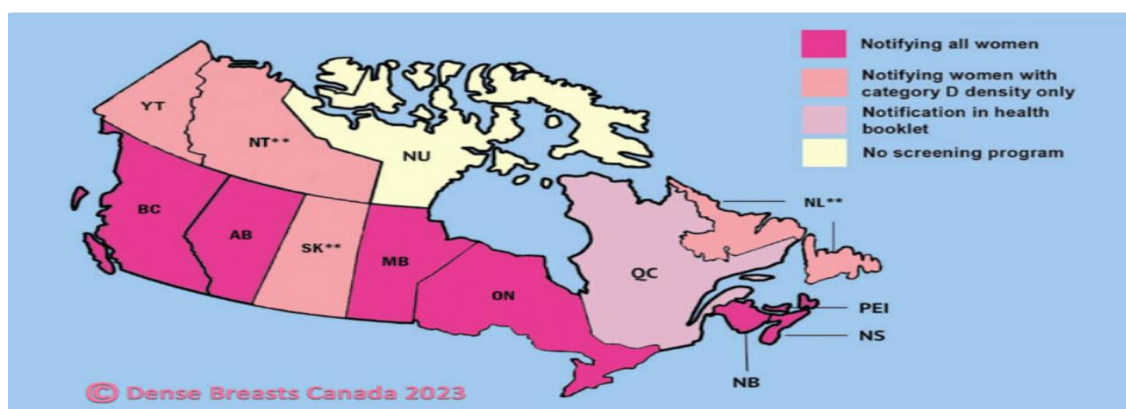 Notifying all women
Notifying women with
category D density only
Notification in health
booklet
No screening program
YT
NT**
NU
NL**
BC
AB
SK**
MB
QC
ON
PEI
NS
NB
© Dense Breasts Canada 2023